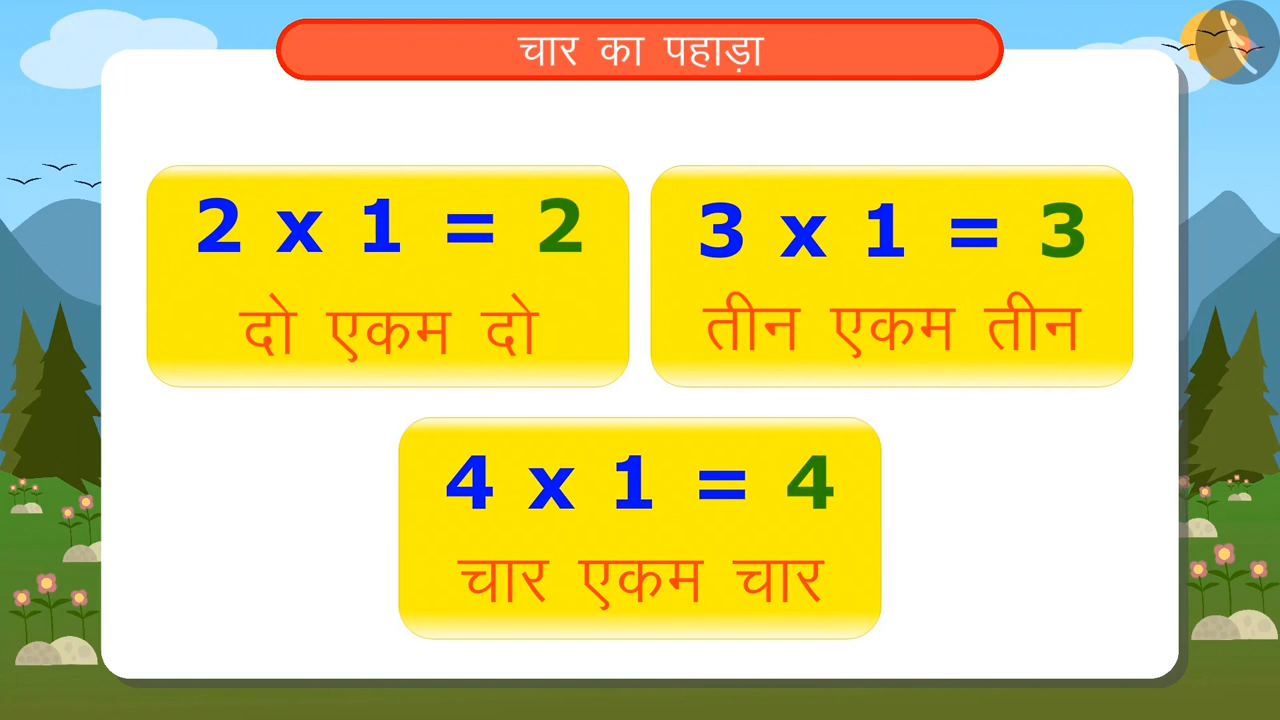 चार का पहाड़ा
2 x 1 = 2
दो एकम दो
3 x 1 = 3
तीन एकम तीन
4 x 1 = 4
चार एकम चार